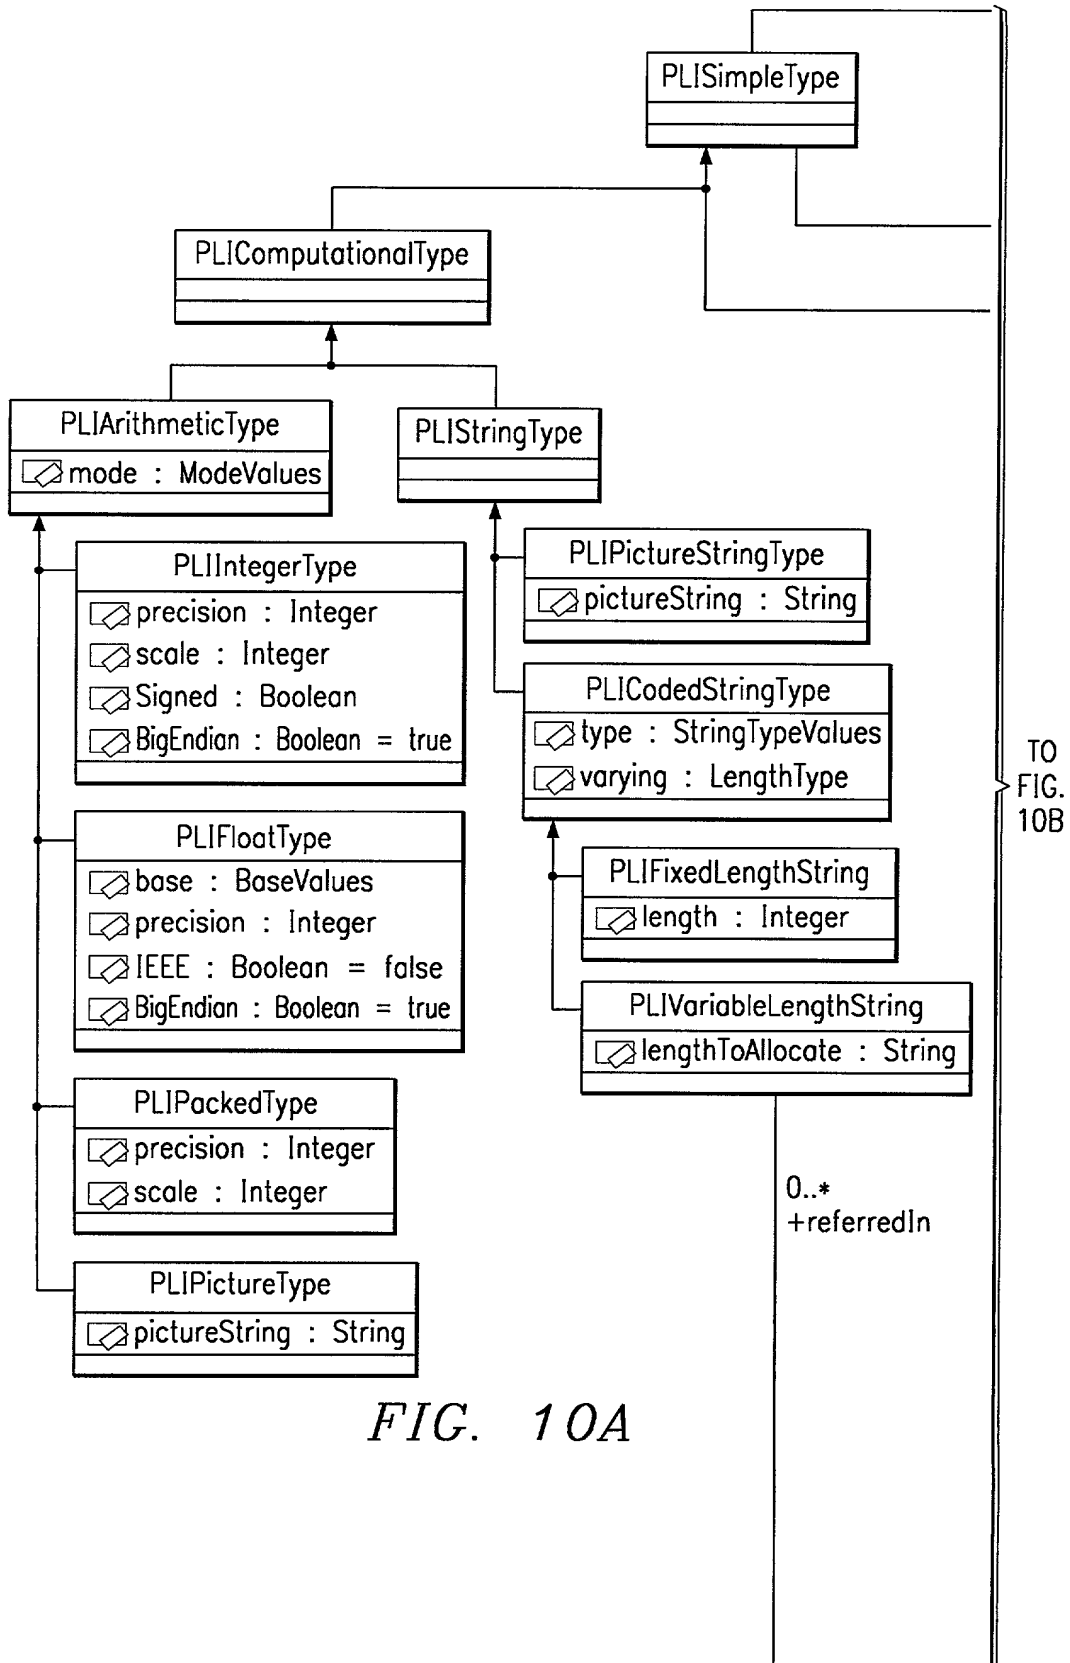 PLISimpleType
PLIComputationalType
PLIArithmeticType
mode : ModeValues
PLIStringType
PLIIntegerType
precision : Integer
scale : Integer
Signed : Boolean
BigEndian : Boolean = true
PLIPictureStringType
pictureString : String
PLICodedStringType
type : StringTypeValues
varying : LengthType
TO
FIG.
10B
PLIFloatType
base : BaseValues
precision : Integer
IEEE : Boolean = false
BigEndian : Boolean = true
PLIFixedLengthString
length : Integer
PLIVariableLengthString
lengthToAllocate : String
PLIPackedType
precision : Integer
scale : Integer
0..*
+referredIn
PLIPictureType
pictureString : String
FIG. 10A